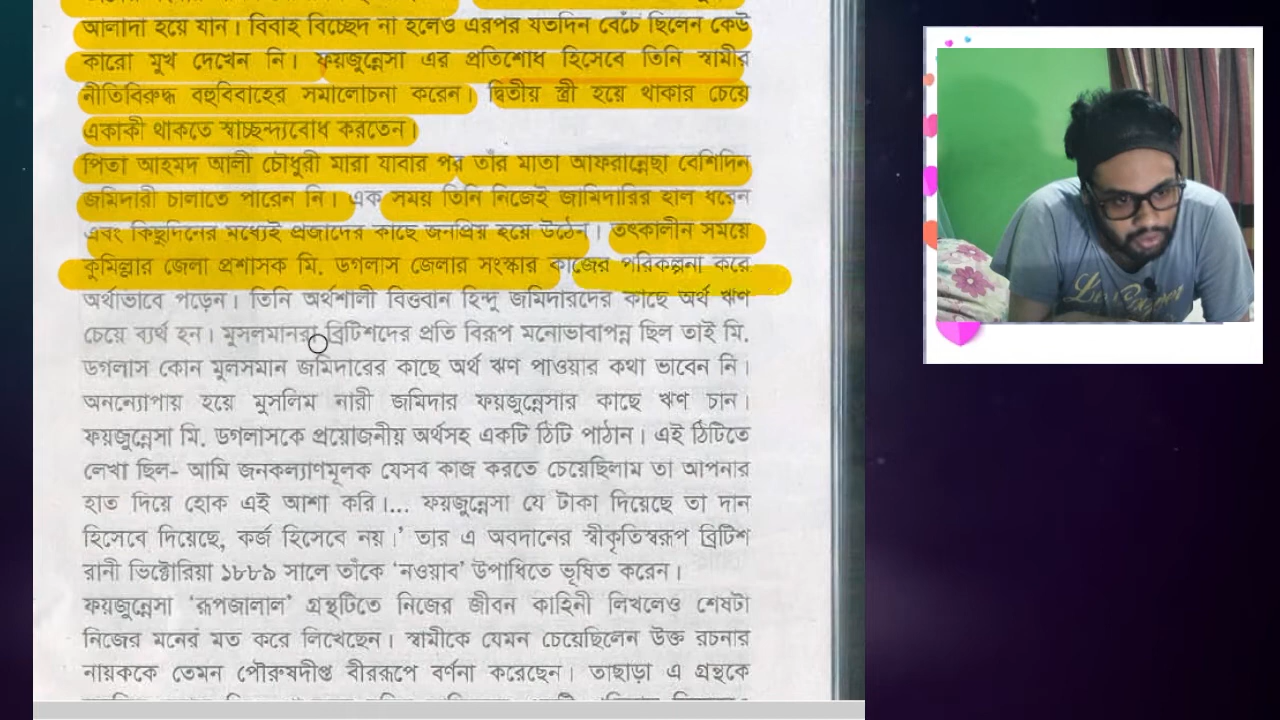 আলাদা হয়ে যান। বিবাহ বিচ্ছেদ না হলেও এরপর যতদিন বেঁচে ছিলেন কেউ
কারো মুখ দেখেন নি। ফয়জুন্নেসা এর প্রতিশোধ হিসেবে তিনি স্বামীর
নীতিবিরুদ্ধ বহুবিবাহের সমালোচনা করেন। দ্বিতীয় স্ত্রী হয়ে থাকার চেয়ে
একাকী থাকতে স্বাচ্ছন্দ্যবোধ করতেন।
পিতা আহমদ আলী চৌধুরী মারা যাবার পর তাঁর মাতা আফরান্নেছা বেশিদিন
জমিদারী চালাতে পারেন নি। এক সময় তিনি নিজেই জামিদারির হাল ধরেন
এবং কিছুদিনের মধ্যেই প্রজাদের কাছে জনপ্রিয় হয়ে উঠেন। তৎকালীন সময়ে
কুমিল্লার জেলা প্রশাসক মি. ডগলাস জেলার সংস্কার কাজের পরিকল্পনা করে
অর্থাভাবে পড়েন। তিনি অর্থশালী বিত্তবান হিন্দু জমিদারদের কাছে অর্থ ঋণ
চেয়ে ব্যর্থ হন। মুসলমানরা ব্রিটিশদের প্রতি বিরূপ মনোভাবাপন্ন ছিল তাই মি.
ডগলাস কোন মুলসমান জমিদারের কাছে অর্থ ঋণ পাওয়ার কথা ভাবেন নি।
অনন্যোপায় হয়ে মুসলিম নারী জমিদার ফয়জুন্নেসার কাছে ঋণ চান।
ফয়জুন্নেসা মি. ডগলাসকে প্রয়োজনীয় অর্থসহ একটি ঠিটি পাঠান। এই ঠিটিতে
লেখা ছিল- আমি জনকল্যাণমূলক যেসব কাজ করতে চেয়েছিলাম তা আপনার
হাত দিয়ে হোক এই আশা করি।... ফয়জুন্নেসা যে টাকা দিয়েছে তা দান
হিসেবে দিয়েছে, কর্জ হিসেবে নয়।’ তার এ অবদানের স্বীকৃতিস্বরূপ ব্রিটিশ
রানী ভিক্টোরিয়া ১৮৮৯ সালে তাঁকে ‘নওয়াব’ উপাধিতে ভূষিত করেন।
ফয়জুন্নেসা ‘রূপজালাল’ গ্রন্থটিতে নিজের জীবন কাহিনী লিখলেও শেষটা
নিজের মনের মত করে লিখেছেন। স্বামীকে যেমন চেয়েছিলেন উক্ত রচনার
নায়ককে তেমন পৌরুষদীপ্ত বীররূপে বর্ণনা করেছেন। তাছাড়া এ গ্রন্থকে